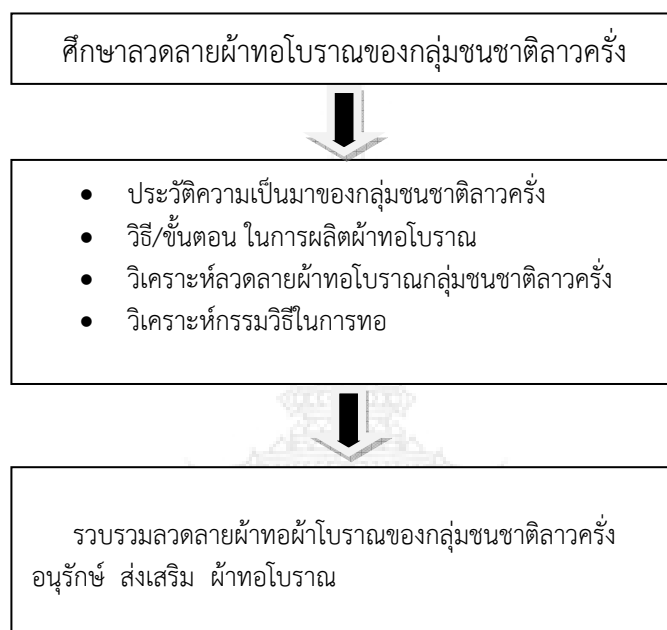 ศึกษาลวดลายผ้าทอโบราณของกลุ่มชนชาติลาวครั่ง
• ประวัติความเป็นมาของกลุ่มชนชาติลาวครั่ง
• วิธี/ขั้นตอน ในการผลิตผ้าทอโบราณ
• วิเคราะห์ลวดลายผ้าทอโบราณกลุ่มชนชาติลาวครั่ง
• วิเคราะห์กรรมวิธีในการทอ
รวบรวมลวดลายผ้าทอผ้าโบราณของกลุ่มชนชาติลาวครั่ง
อนุรักษ์ ส่งเสริม ผ้าทอโบราณ